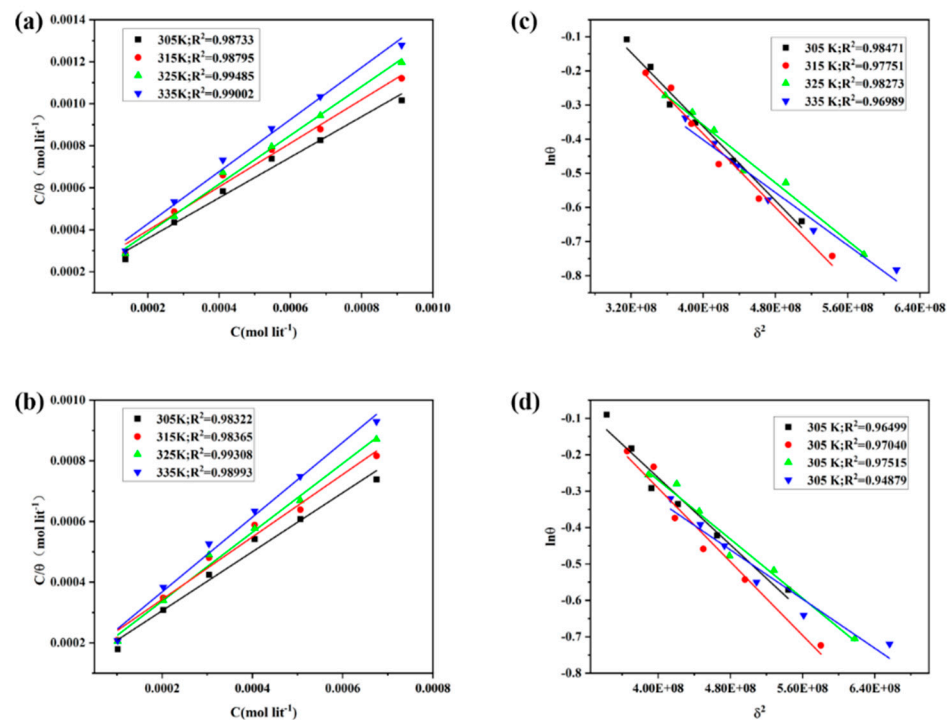 (a)
0.0014
0.0012
0.0010
0.0008
0.0006
0.0004
0.0002
C/θ (mol lit⁻¹)
305K;R²=0.98733
315K;R²=0.98795
325K;R²=0.99485
335K;R²=0.99002
0.0002 0.0004 0.0006 0.0008 0.0010
C(mol lit⁻¹)
(c)
-0.1
-0.2
-0.3
-0.4
-0.5
-0.6
-0.7
-0.8
lnθ
305 K;R²=0.98471
315 K;R²=0.97751
325 K;R²=0.98273
335 K;R²=0.96989
3.20E+08 4.00E+08 4.80E+08 5.60E+08 6.40E+08
δ²
(b)
0.0010
0.0008
0.0006
0.0004
0.0002
C/θ (mol lit⁻¹)
305K;R²=0.98322
315K;R²=0.98365
325K;R²=0.99308
335K;R²=0.98993
0.0002 0.0004 0.0006 0.0008
C(mol lit⁻¹)
(d)
-0.1
-0.2
-0.3
-0.4
-0.5
-0.6
-0.7
-0.8
lnθ
305 K;R²=0.96499
305 K;R²=0.97040
305 K;R²=0.97515
305 K;R²=0.94879
4.00E+08 4.80E+08 5.60E+08 6.40E+08
δ²